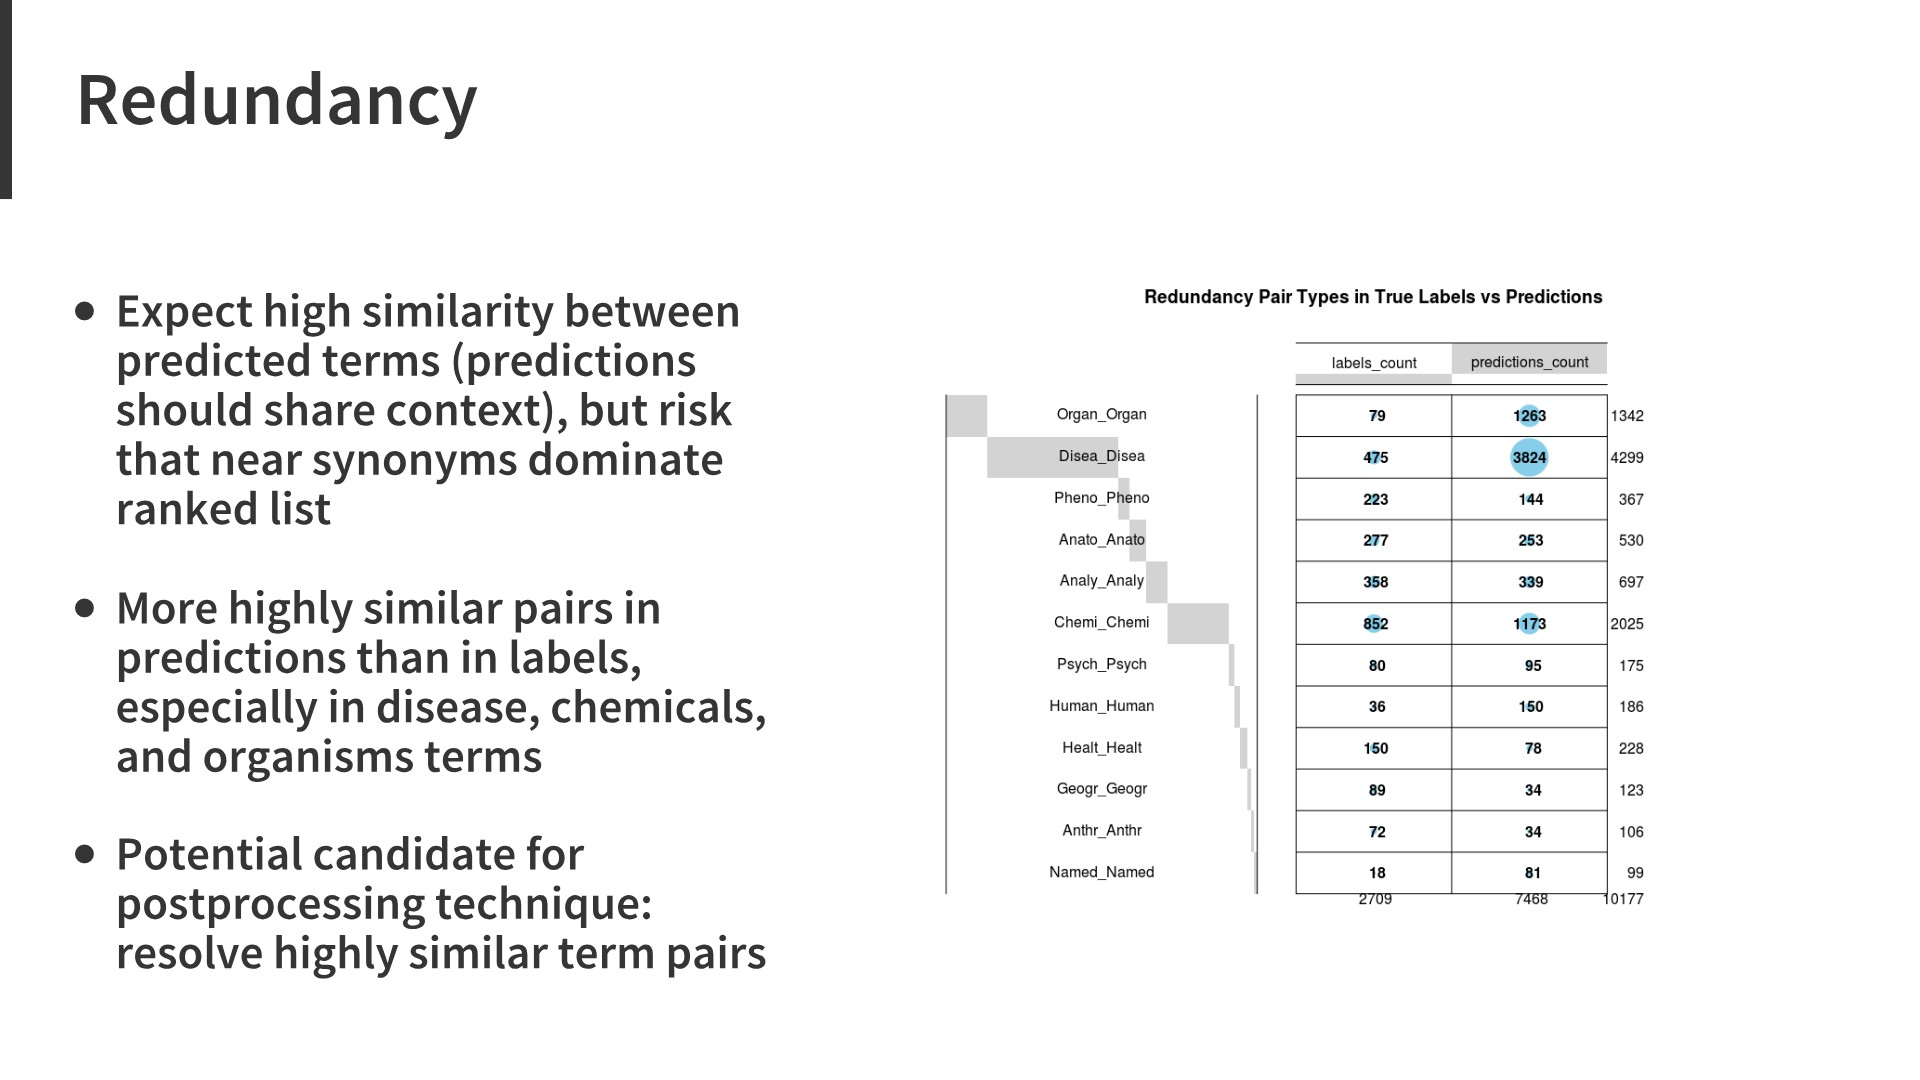 Redundancy
• Expect high similarity between
predicted terms (predictions
should share context), but risk
that near synonyms dominate
ranked list
• More highly similar pairs in
predictions than in labels,
especially in disease, chemicals,
and organisms terms
• Potential candidate for
postprocessing technique:
resolve highly similar term pairs
Redundancy Pair Types in True Labels vs Predictions
labels_count predictions_count
Organ_Organ 79 1263 1342
Disea_Disea 475 3824 4299
Pheno_Pheno 223 144 367
Anato_Anato 277 253 530
Analy_Analy 358 339 697
Chemi_Chemi 852 1173 2025
Psych_Psych 80 95 175
Human_Human 36 150 186
Healt_Healt 150 78 228
Geogr_Geogr 89 34 123
Anthr_Anthr 72 34 106
Named_Named 18 81 99
2709 7468 10177